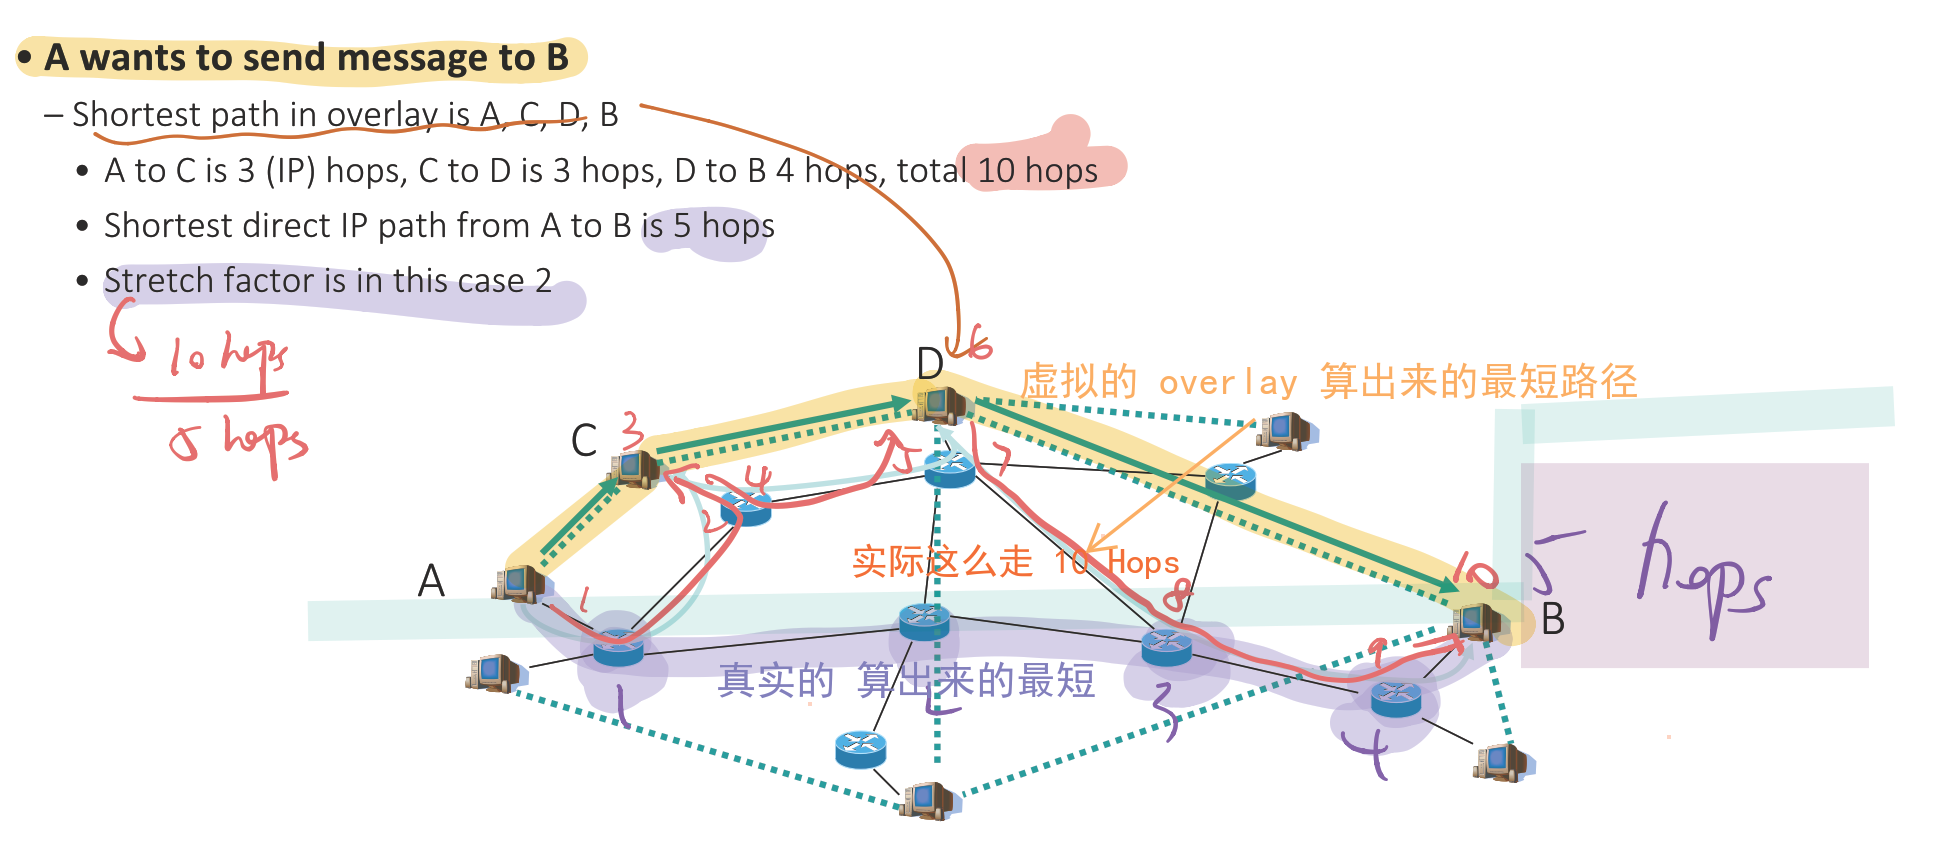 • A wants to send message to B
– Shortest path in overlay is A, C, D, B
• A to C is 3 (IP) hops, C to D is 3 hops, D to B 4 hops, total 10 hops
• Shortest direct IP path from A to B is 5 hops
• Stretch factor is in this case 2
10 hops
5 hops
D 6
虚拟的 overlay 算出来的最短路径
C 3
4 5 7
2
实际这么走 10 Hops
A
1
8
10
B
5 hops
9
真实的 算出来的最短
1 2 3 4